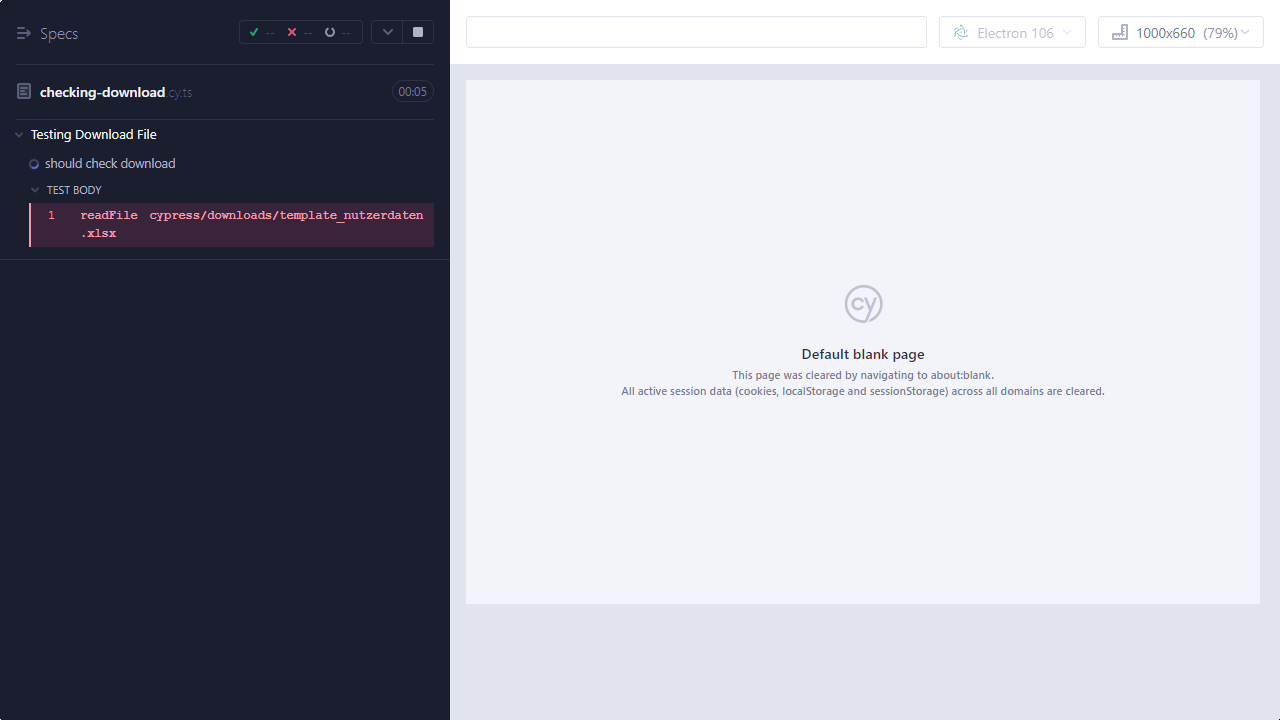 Specs
-- -- --
checking-download.cy.ts
00:05
Testing Download File
should check download
TEST BODY
1 readFile cypress/downloads/template_nutzerdaten
.xlsx
Electron 106
1000x660 (79%)
cy
Default blank page
This page was cleared by navigating to about:blank.
All active session data (cookies, localStorage and sessionStorage) across all domains are cleared.